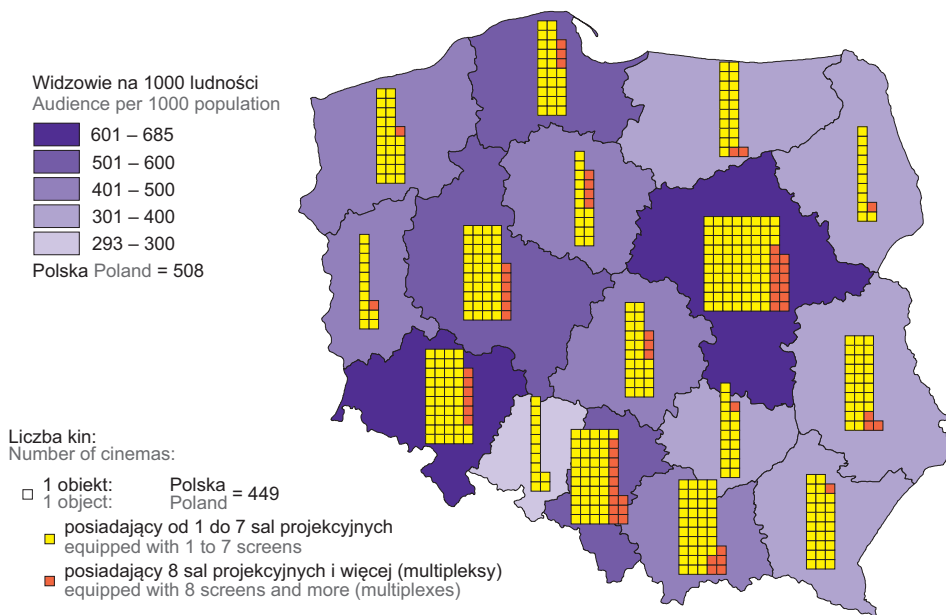 Widzowie na 1000 ludności
Audience per 1000 population
601 – 685
501 – 600
401 – 500
301 – 400
293 – 300
Polska Poland = 508
Liczba kin:
Number of cinemas:
1 obiekt: Polska
1 object: Poland = 449
posiadający od 1 do 7 sal projekcyjnych
equipped with 1 to 7 screens
posiadający 8 sal projekcyjnych i więcej (multipleksy)
equipped with 8 screens and more (multiplexes)